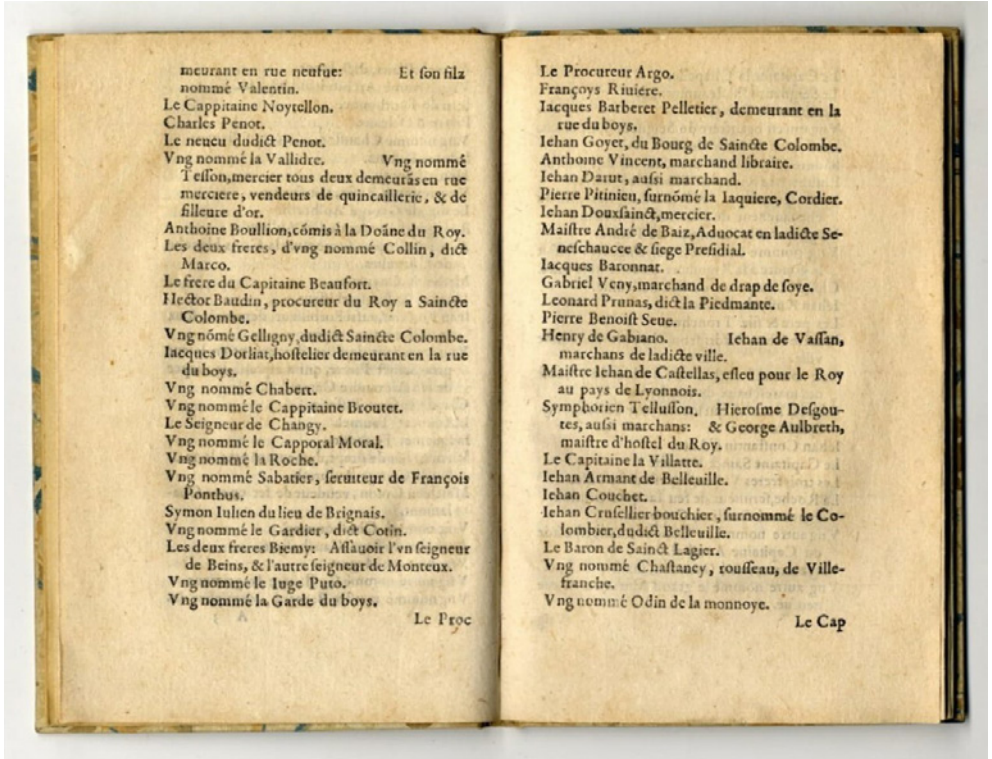 meurant en rue neufue: Et ſon filz
nommé Valentin.
Le Cappitaine Noytellon.
Charles Penot.
Le neueu dudict Penot.
Vng nommé la Vallidre. Vng nommé
Teſſon, mercier tous deux demeurãs en rue
merciere, vendeurs de quincaillerie, & de
filleure d'or.
Anthoine Boullion, cõmis à la Doãne du Roy.
Les deux freres, d'vng nommé Collin, dict
Marco.
Le frere du Capitaine Beaufort.
Hector Baudin, procureur du Roy a Saincte
Colombe.
Vng nõmé Gelligny, dudict Saincte Colombe.
Iacques Dorliat, hoſtelier demeurant en la rue
du boys.
Vng nommé Chabert.
Vng nommé le Cappitaine Broutet.
Le Seigneur de Changy.
Vng nommé le Capporal Moral.
Vng nommé la Roche.
Vng nommé Sabatier, ſeruiteur de François
Ponthus.
Symon Iulien du lieu de Brignais.
Vng nommé le Gardier, dict Cotin.
Les deux freres Biemy: Aſſauoir l'vn ſeigneur
de Beins, & l'autre ſeigneur de Monteux.
Vng nommé le Iuge Puto.
Vng nommé la Garde du boys.
Le Proc
Le Procureur Argo.
Françoys Riuiere.
Iacques Barberet Pelletier, demeurant en la
rue du boys.
Iehan Goyet, du Bourg de Saincte Colombe.
Anthoine Vincent, marchand libraire.
Iehan Darut, auſsi marchand.
Pierre Pitinieu, ſurnõmé la Iaquiere, Cordier.
Iehan Douxſainct, mercier.
Maiſtre André de Baiz, Aduocat en ladicte Se-
neſchaucee & ſiege Preſidial.
Iacques Baronnat.
Gabriel Veny, marchand de drap de ſoye.
Leonard Prunas, dict la Piedmante.
Pierre Benoiſt Seue.
Henry de Gabiano. Iehan de Vaſſan,
marchans de ladicte ville.
Maiſtre Iehan de Caſtellas, eſleu pour le Roy
au pays de Lyonnois.
Symphorien Telluſſon. Hieroſme Deſgou-
tes, auſsi marchans: & George Aulbreth,
maiſtre d'hoſtel du Roy.
Le Capitaine la Villatte.
Iehan Armant de Belleuille.
Iehan Couchet.
Iehan Cruſellier bouchier, ſurnommé le Co-
lombier, dudict Belleuille.
Le Baron de Sainct Lagier.
Vng nommé Chaſtancy, rouſſeau, de Ville-
franche.
Vng nommé Odin de la monnoye.
Le Cap